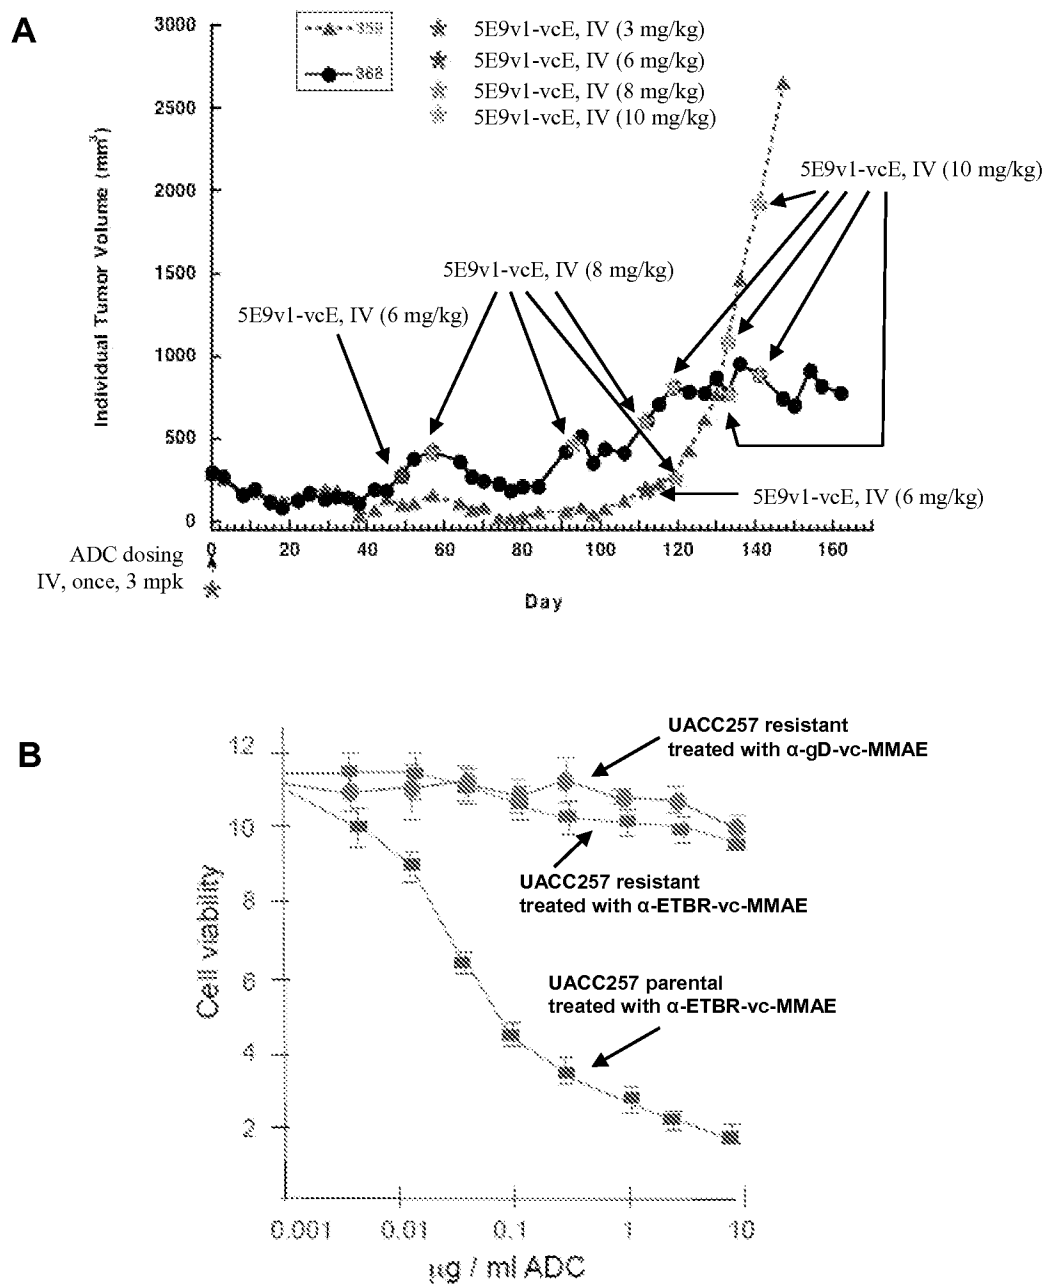 A
3000
2500
2000
1500
1000
500
0
Individual Tumor Volume (mm³)
359
368
5E9v1-vcE, IV (3 mg/kg)
5E9v1-vcE, IV (6 mg/kg)
5E9v1-vcE, IV (8 mg/kg)
5E9v1-vcE, IV (10 mg/kg)
5E9v1-vcE, IV (10 mg/kg)
5E9v1-vcE, IV (8 mg/kg)
5E9v1-vcE, IV (6 mg/kg)
5E9v1-vcE, IV (6 mg/kg)
0 20 40 60 80 100 120 140 160
ADC dosing
IV, once, 3 mpk
Day
B
UACC257 resistant
treated with α-gD-vc-MMAE
UACC257 resistant
treated with α-ETBR-vc-MMAE
UACC257 parental
treated with α-ETBR-vc-MMAE
12
10
8
6
4
2
Cell viability
0.001 0.01 0.1 1 10
µg / ml ADC